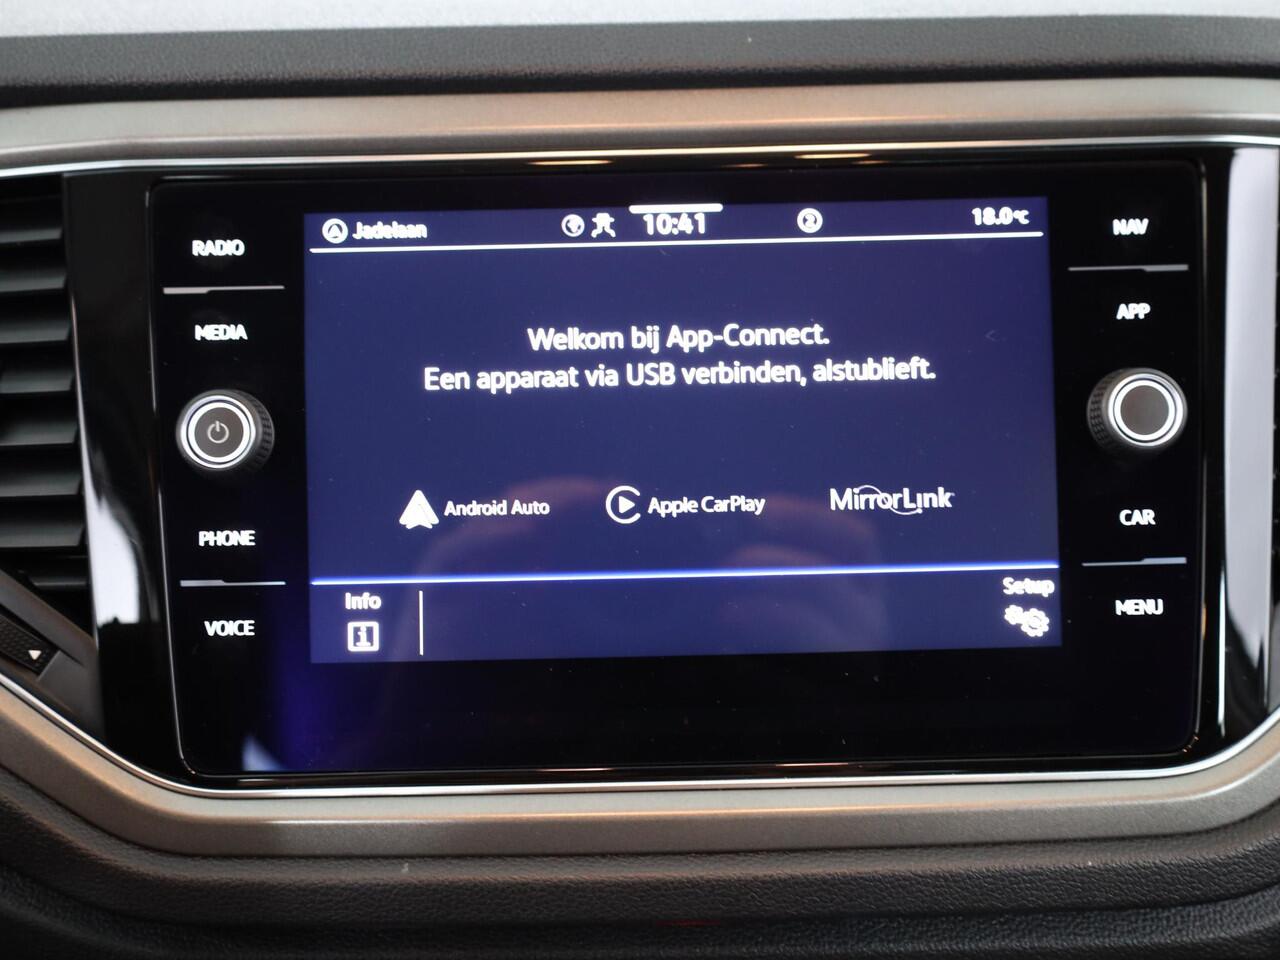 RADIO
MEDIA
PHONE
VOICE
Jadelaan
10:41
2
18.0°C
Welkom bij App-Connect.
Een apparaat via USB verbinden, alstublieft.
Android Auto
Apple CarPlay
MirrorLink
Info
Setup
NAV
APP
CAR
MENU